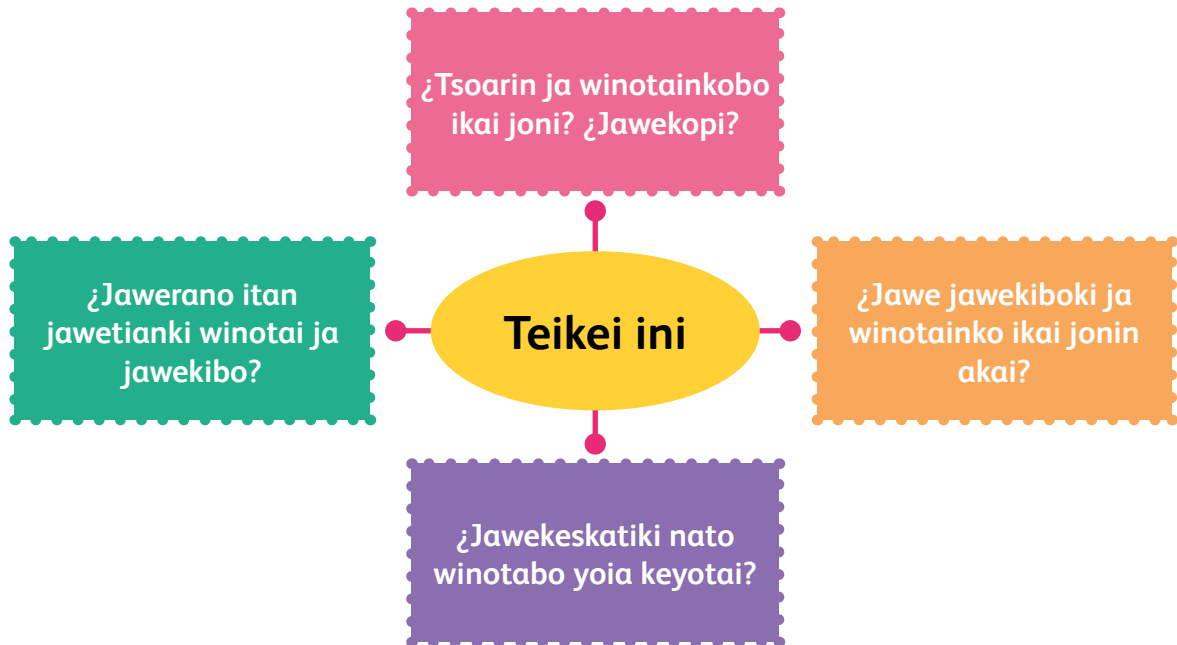 ¿Tsoarin ja winotainkobo
ikai joni? ¿Jawekopi?
¿Jawerano itan
jawetianki winotai ja
jawekibo?
Teikei ini
¿Jawe jawekiboki ja
winotainko ikai jonin
akai?
¿Jawekeskatiki nato
winotabo yoia keyotai?